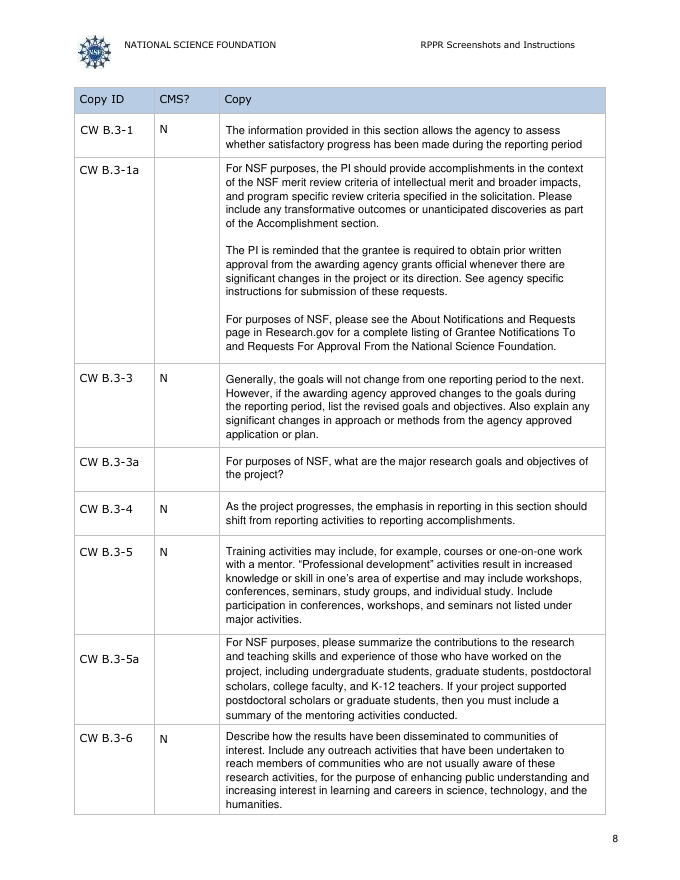 NATIONAL SCIENCE FOUNDATION
RPPR Screenshots and Instructions
NSF
Copy ID CMS? Copy
CW B.3-1 N The information provided in this section allows the agency to assess
whether satisfactory progress has been made during the reporting period
CW B.3-1a For NSF purposes, the PI should provide accomplishments in the context
of the NSF merit review criteria of intellectual merit and broader impacts,
and program specific review criteria specified in the solicitation. Please
include any transformative outcomes or unanticipated discoveries as part
of the Accomplishment section.
The PI is reminded that the grantee is required to obtain prior written
approval from the awarding agency grants official whenever there are
significant changes in the project or its direction. See agency specific
instructions for submission of these requests.
For purposes of NSF, please see the About Notifications and Requests
page in Research.gov for a complete listing of Grantee Notifications To
and Requests For Approval From the National Science Foundation.
CW B.3-3 N Generally, the goals will not change from one reporting period to the next.
However, if the awarding agency approved changes to the goals during
the reporting period, list the revised goals and objectives. Also explain any
significant changes in approach or methods from the agency approved
application or plan.
CW B.3-3a For purposes of NSF, what are the major research goals and objectives of
the project?
CW B.3-4 N As the project progresses, the emphasis in reporting in this section should
shift from reporting activities to reporting accomplishments.
CW B.3-5 N Training activities may include, for example, courses or one-on-one work
with a mentor. “Professional development” activities result in increased
knowledge or skill in one’s area of expertise and may include workshops,
conferences, seminars, study groups, and individual study. Include
participation in conferences, workshops, and seminars not listed under
major activities.
CW B.3-5a For NSF purposes, please summarize the contributions to the research
and teaching skills and experience of those who have worked on the
project, including undergraduate students, graduate students, postdoctoral
scholars, college faculty, and K-12 teachers. If your project supported
postdoctoral scholars or graduate students, then you must include a
summary of the mentoring activities conducted.
CW B.3-6 N Describe how the results have been disseminated to communities of
interest. Include any outreach activities that have been undertaken to
reach members of communities who are not usually aware of these
research activities, for the purpose of enhancing public understanding and
increasing interest in learning and careers in science, technology, and the
humanities.
8